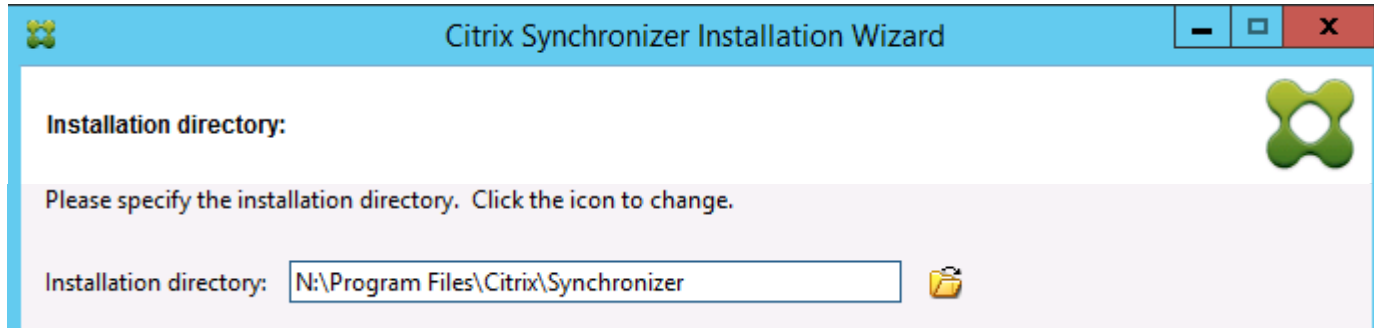 Citrix Synchronizer Installation Wizard
Installation directory:
Please specify the installation directory. Click the icon to change.
Installation directory: N:\Program Files\Citrix\Synchronizer